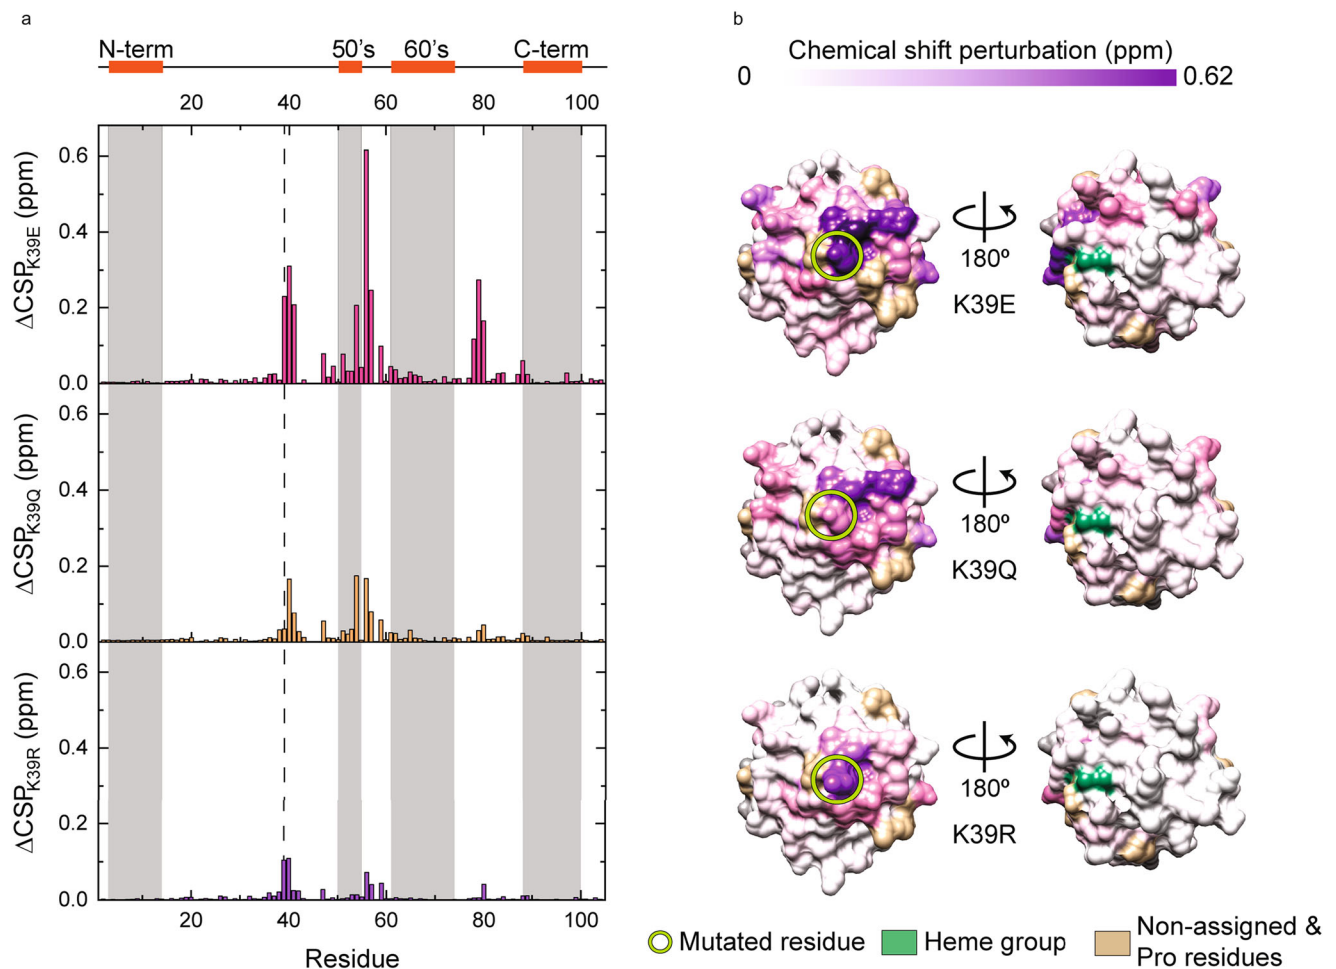 a
b
N-term 50's 60's C-term
20 40 60 80 100
0.6
0.4
0.2
0.0
ΔCSPK39E (ppm)
0.6
0.4
0.2
0.0
ΔCSPK39Q (ppm)
0.6
0.4
0.2
0.0
ΔCSPK39R (ppm)
20 40 60 80 100
Residue
Chemical shift perturbation (ppm)
0 0.62
180º
K39E
180º
K39Q
180º
K39R
Mutated residue
Heme group
Non-assigned &
Pro residues